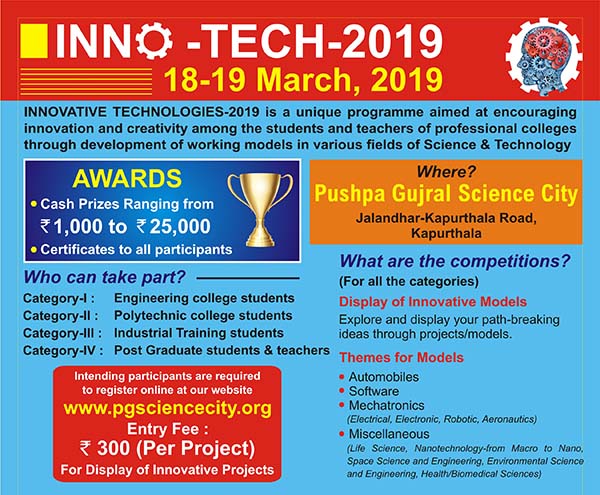 INNO -TECH-2019
18-19 March, 2019
INNOVATIVE TECHNOLOGIES-2019 is a unique programme aimed at encouraging
innovation and creativity among the students and teachers of professional colleges
through development of working models in various fields of Science & Technology
AWARDS
• Cash Prizes Ranging from
₹ 1,000 to ₹ 25,000
• Certificates to all participants
Where?
Pushpa Gujral Science City
Jalandhar-Kapurthala Road,
Kapurthala
Who can take part?
Category-I : Engineering college students
Category-II : Polytechnic college students
Category-III : Industrial Training students
Category-IV : Post Graduate students & teachers
Intending participants are required
to register online at our website
www.pgsciencecity.org
Entry Fee :
₹ 300 (Per Project)
For Display of Innovative Projects
What are the competitions?
(For all the categories)
Display of Innovative Models
Explore and display your path-breaking
ideas through projects/models.
Themes for Models
• Automobiles
• Software
• Mechatronics
(Electrical, Electronic, Robotic, Aeronautics)
• Miscellaneous
(Life Science, Nanotechnology-from Macro to Nano,
Space Science and Engineering, Environmental Science
and Engineering, Health/Biomedical Sciences)